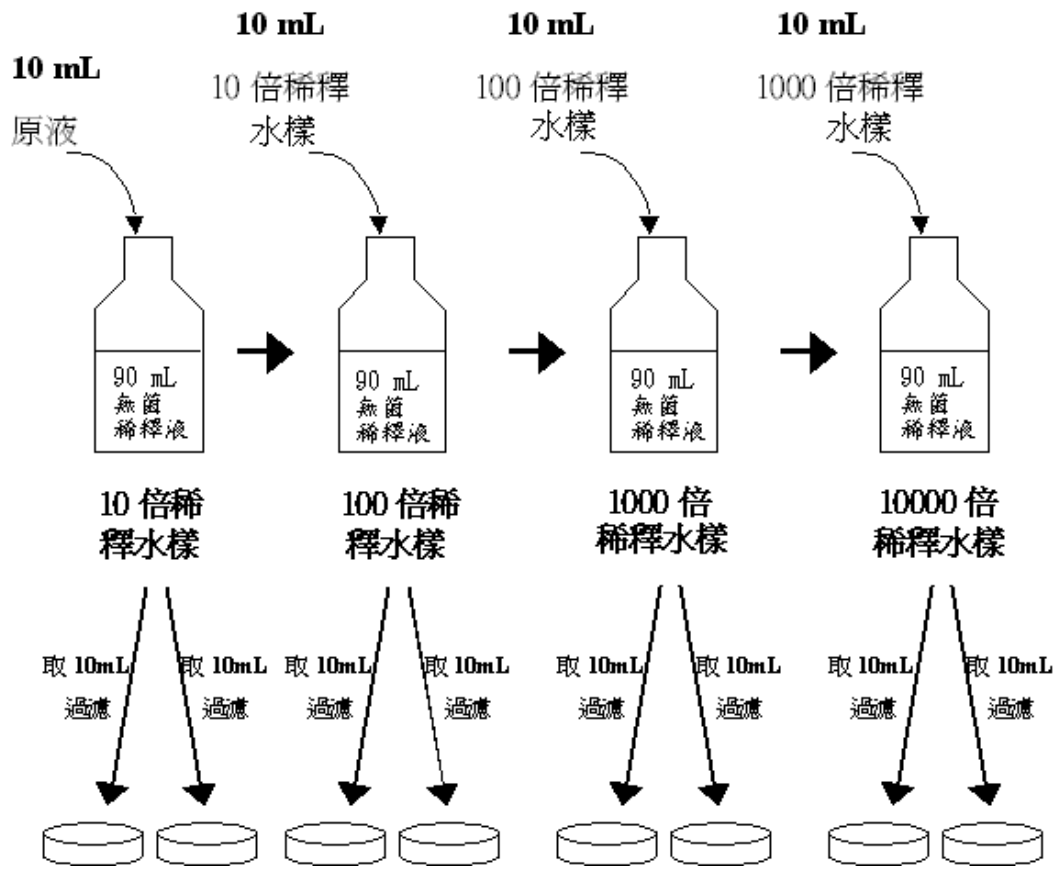 10 mL
原液
10 mL
10 倍稀釋
水樣
10 mL
100 倍稀釋
水樣
10 mL
1000 倍稀釋
水樣
90 mL
無菌
稀釋液
90 mL
無菌
稀釋液
90 mL
無菌
稀釋液
90 mL
無菌
稀釋液
10 倍稀
釋水樣
100 倍稀
釋水樣
1000 倍
稀釋水樣
10000 倍
稀釋水樣
取 10mL
過濾
取 10mL
過濾
取 10mL
過濾
取 10mL
過濾
取 10mL
過濾
取 10mL
過濾
取 10mL
過濾
取 10mL
過濾